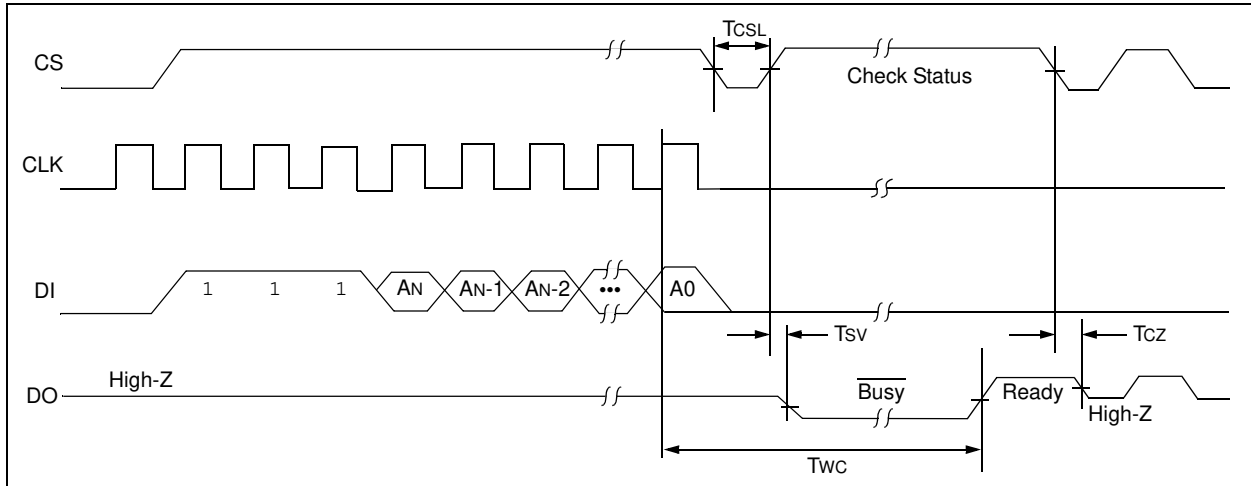 TCSL
CS
Check Status
CLK
DI
1 1 1 AN AN-1 AN-2 ••• A0
TSV
TCZ
High-Z
DO
Busy
Ready
High-Z
TWC